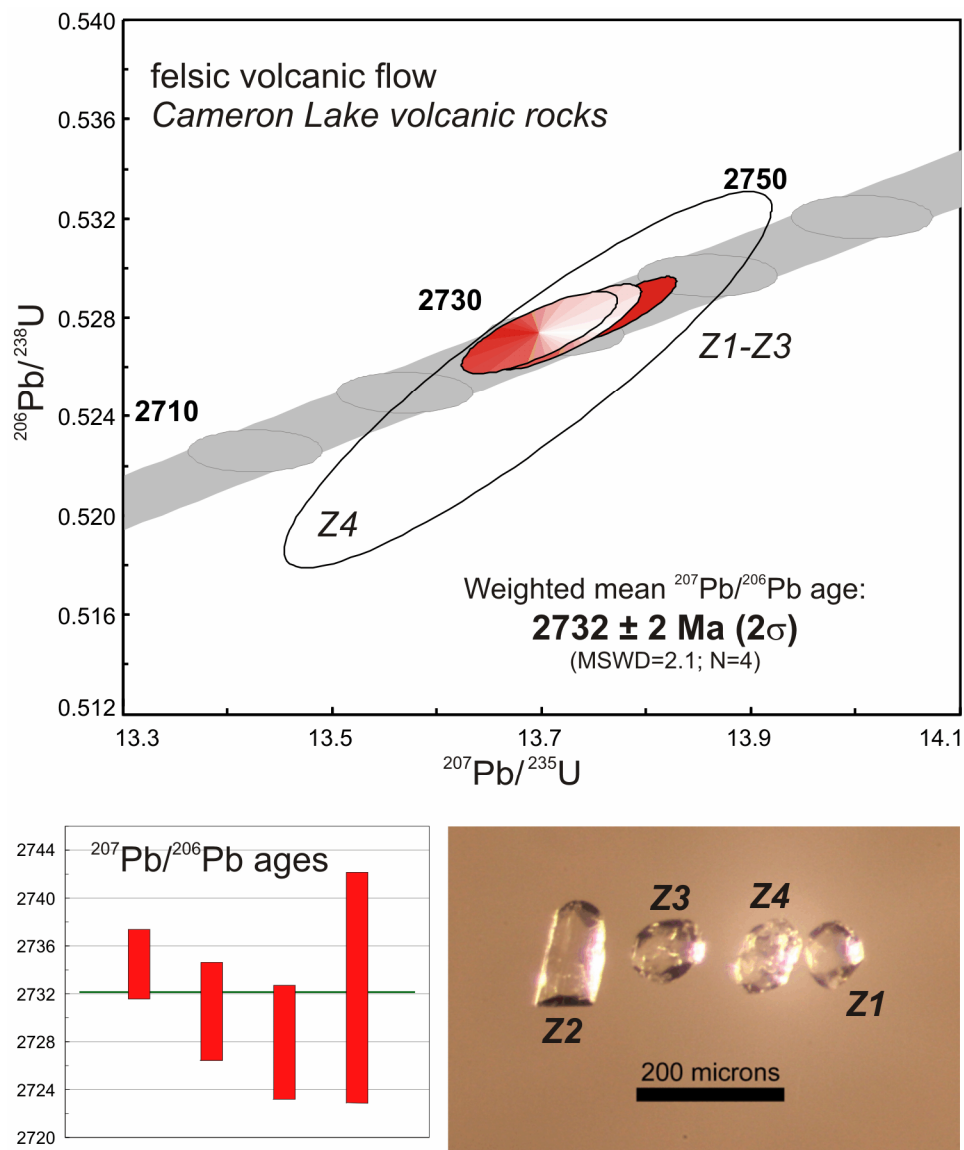 0.540
felsic volcanic flow
Cameron Lake volcanic rocks
0.536
2750
0.532
2730
0.528
Z1-Z3
2710
0.524
Z4
0.520
Weighted mean ²⁰⁷Pb/²⁰⁶Pb age:
2732 ± 2 Ma (2σ)
(MSWD=2.1; N=4)
0.516
0.512
²⁰⁶Pb/²³⁸U
13.3 13.5 13.7 13.9 14.1
²⁰⁷Pb/²³⁵U
²⁰⁷Pb/²⁰⁶Pb ages
2744
2740
2736
2732
2728
2724
2720
Z3 Z4
Z2 Z1
200 microns